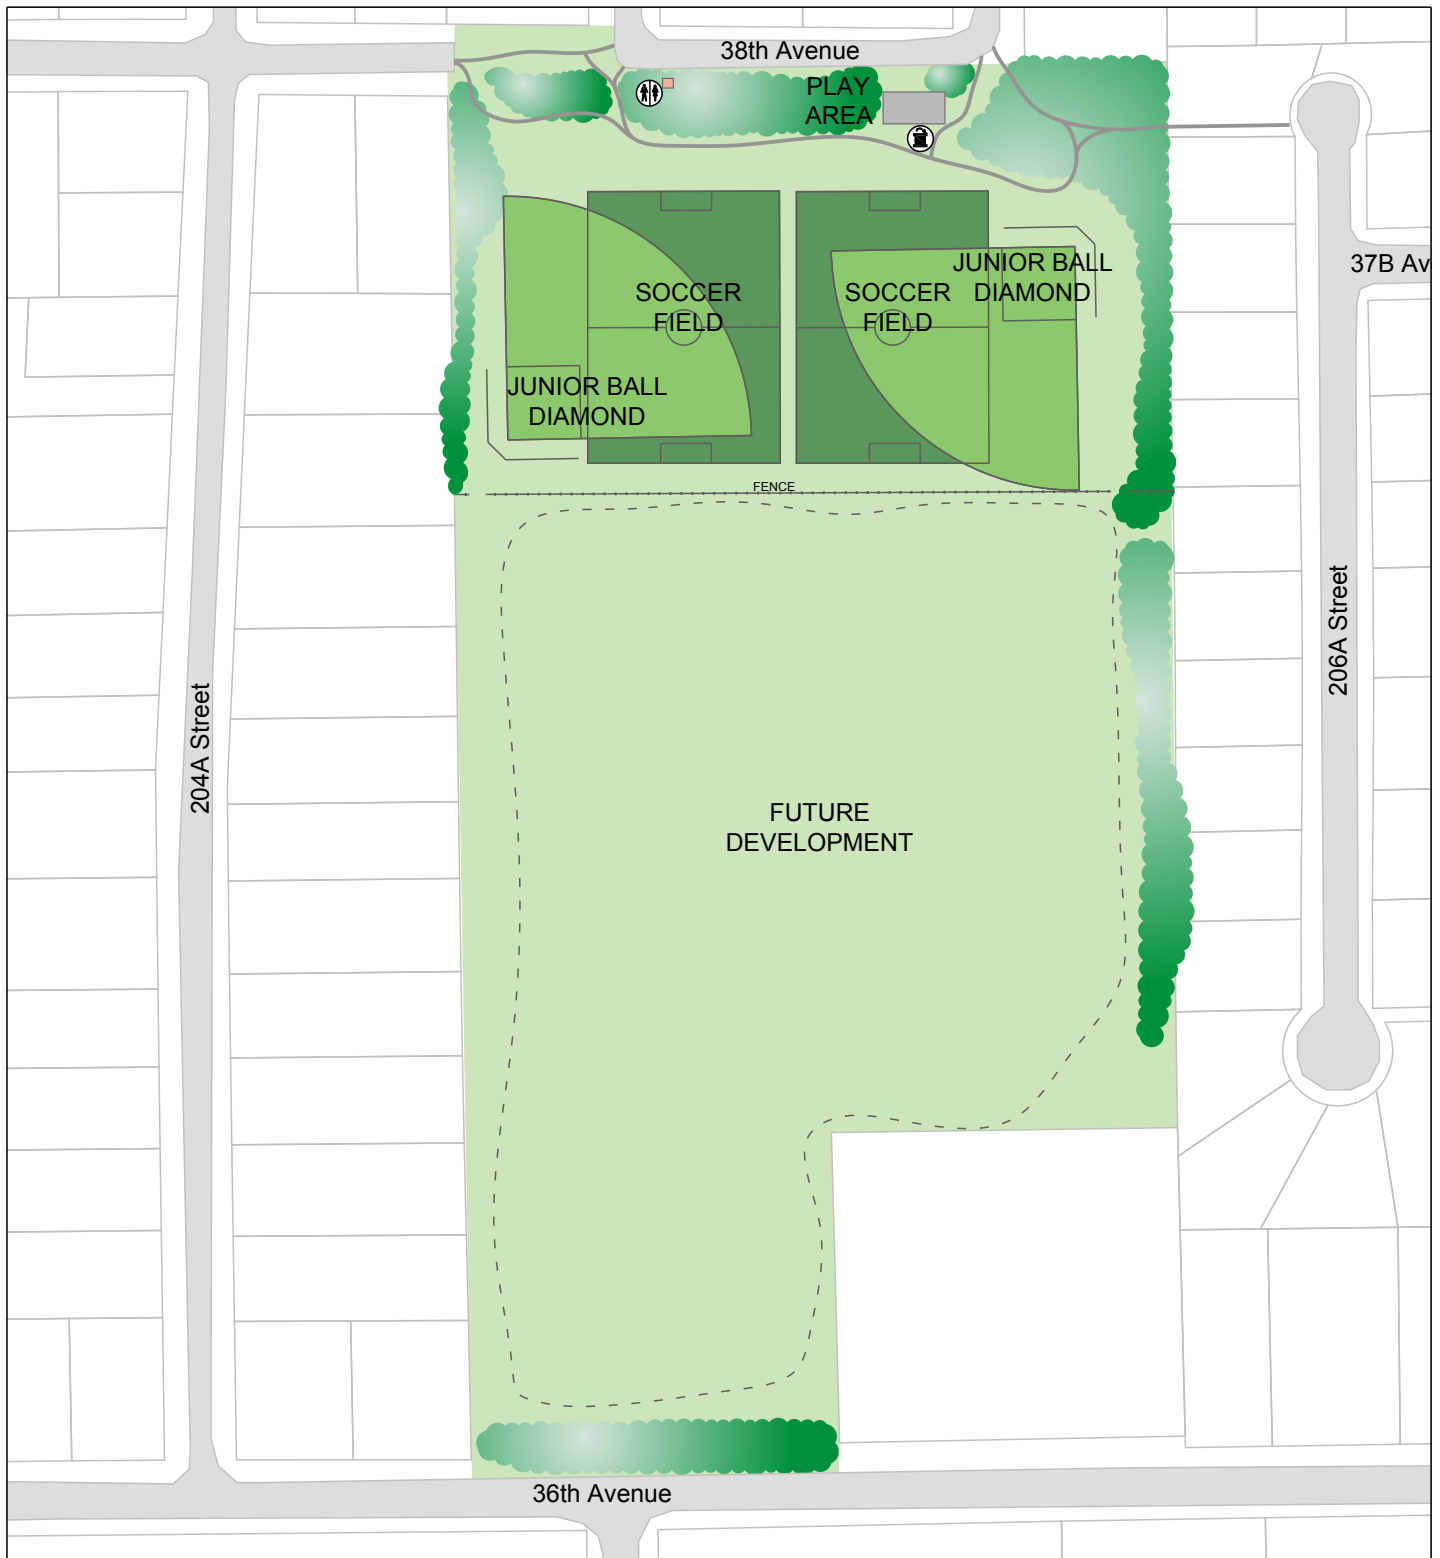 38th Avenue
PLAY
AREA
37B Av
JUNIOR BALL
DIAMOND
SOCCER
FIELD
SOCCER
FIELD
JUNIOR BALL
DIAMOND
FENCE
206A Street
204A Street
FUTURE
DEVELOPMENT
36th Avenue